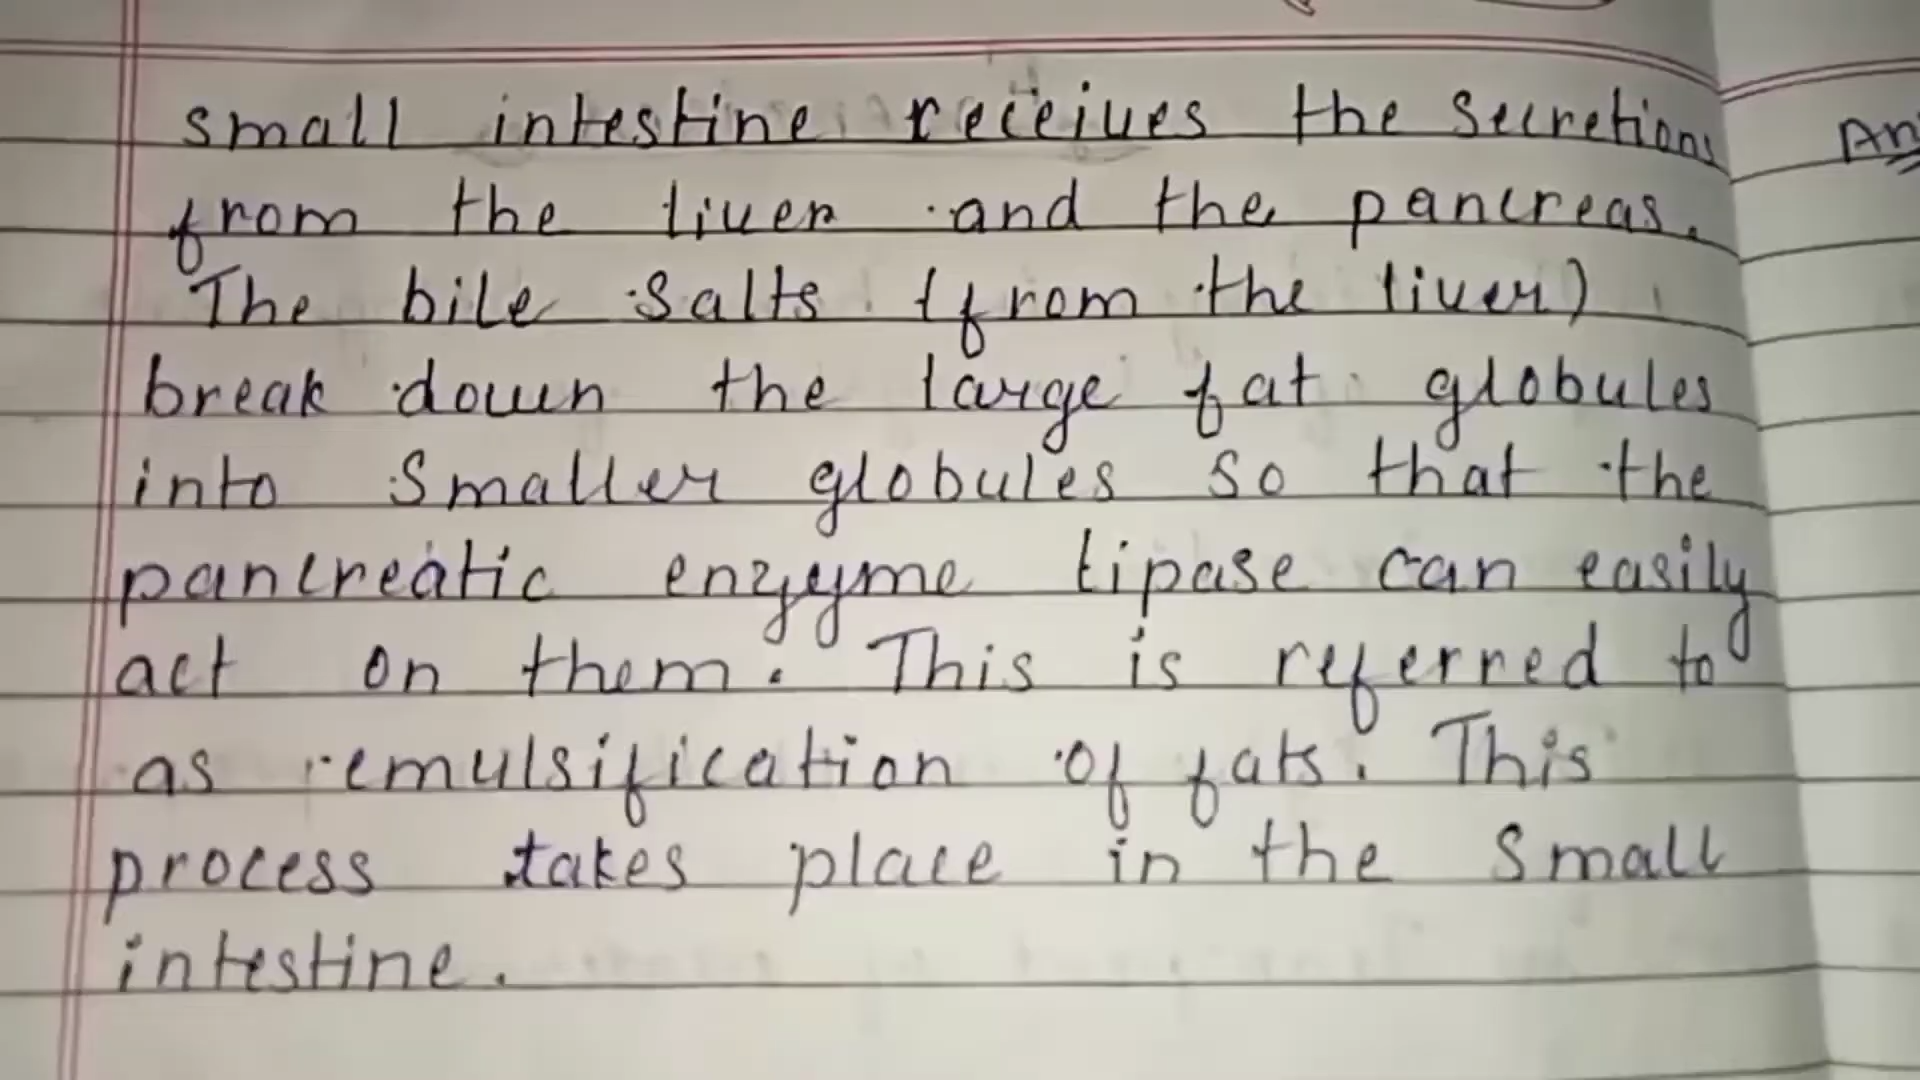 small intestine receives the secretions
from the liver and the pancreas.
The bile salts (from the liver)
break down the large fat globules
into smaller globules so that the
pancreatic enzyme lipase can easily
act on them. This is referred to
as emulsification of fats. This
process takes place in the small
intestine.